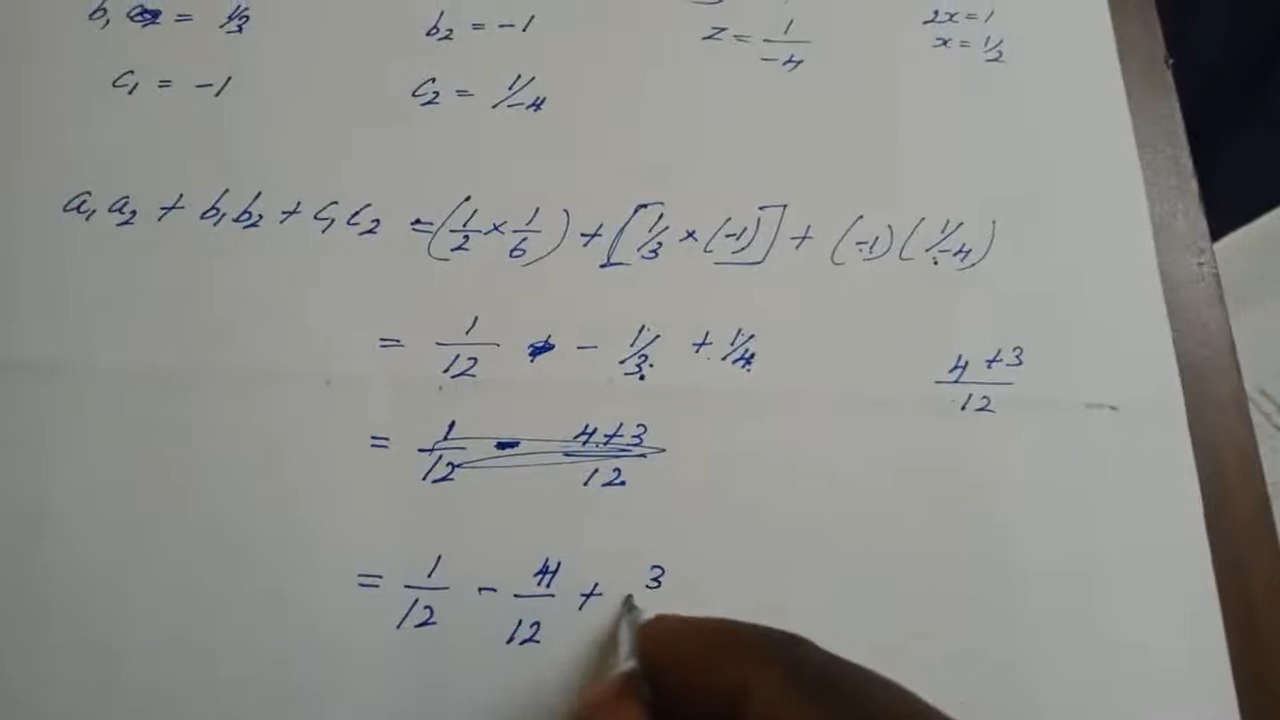 b₁ = 1/3 b₂ = -1 z = 1/-4 2x = 1
x = 1/2
c₁ = -1 c₂ = 1/-4
a₁a₂ + b₁b₂ + c₁c₂ = (1/2 × 1/6) + [1/3 × (-1)] + (-1)(1/-4)
= 1/12 - 1/3 + 1/4
4+3/12
= 1/12 - 4+3/12
= 1/12 - 4/12 + 3